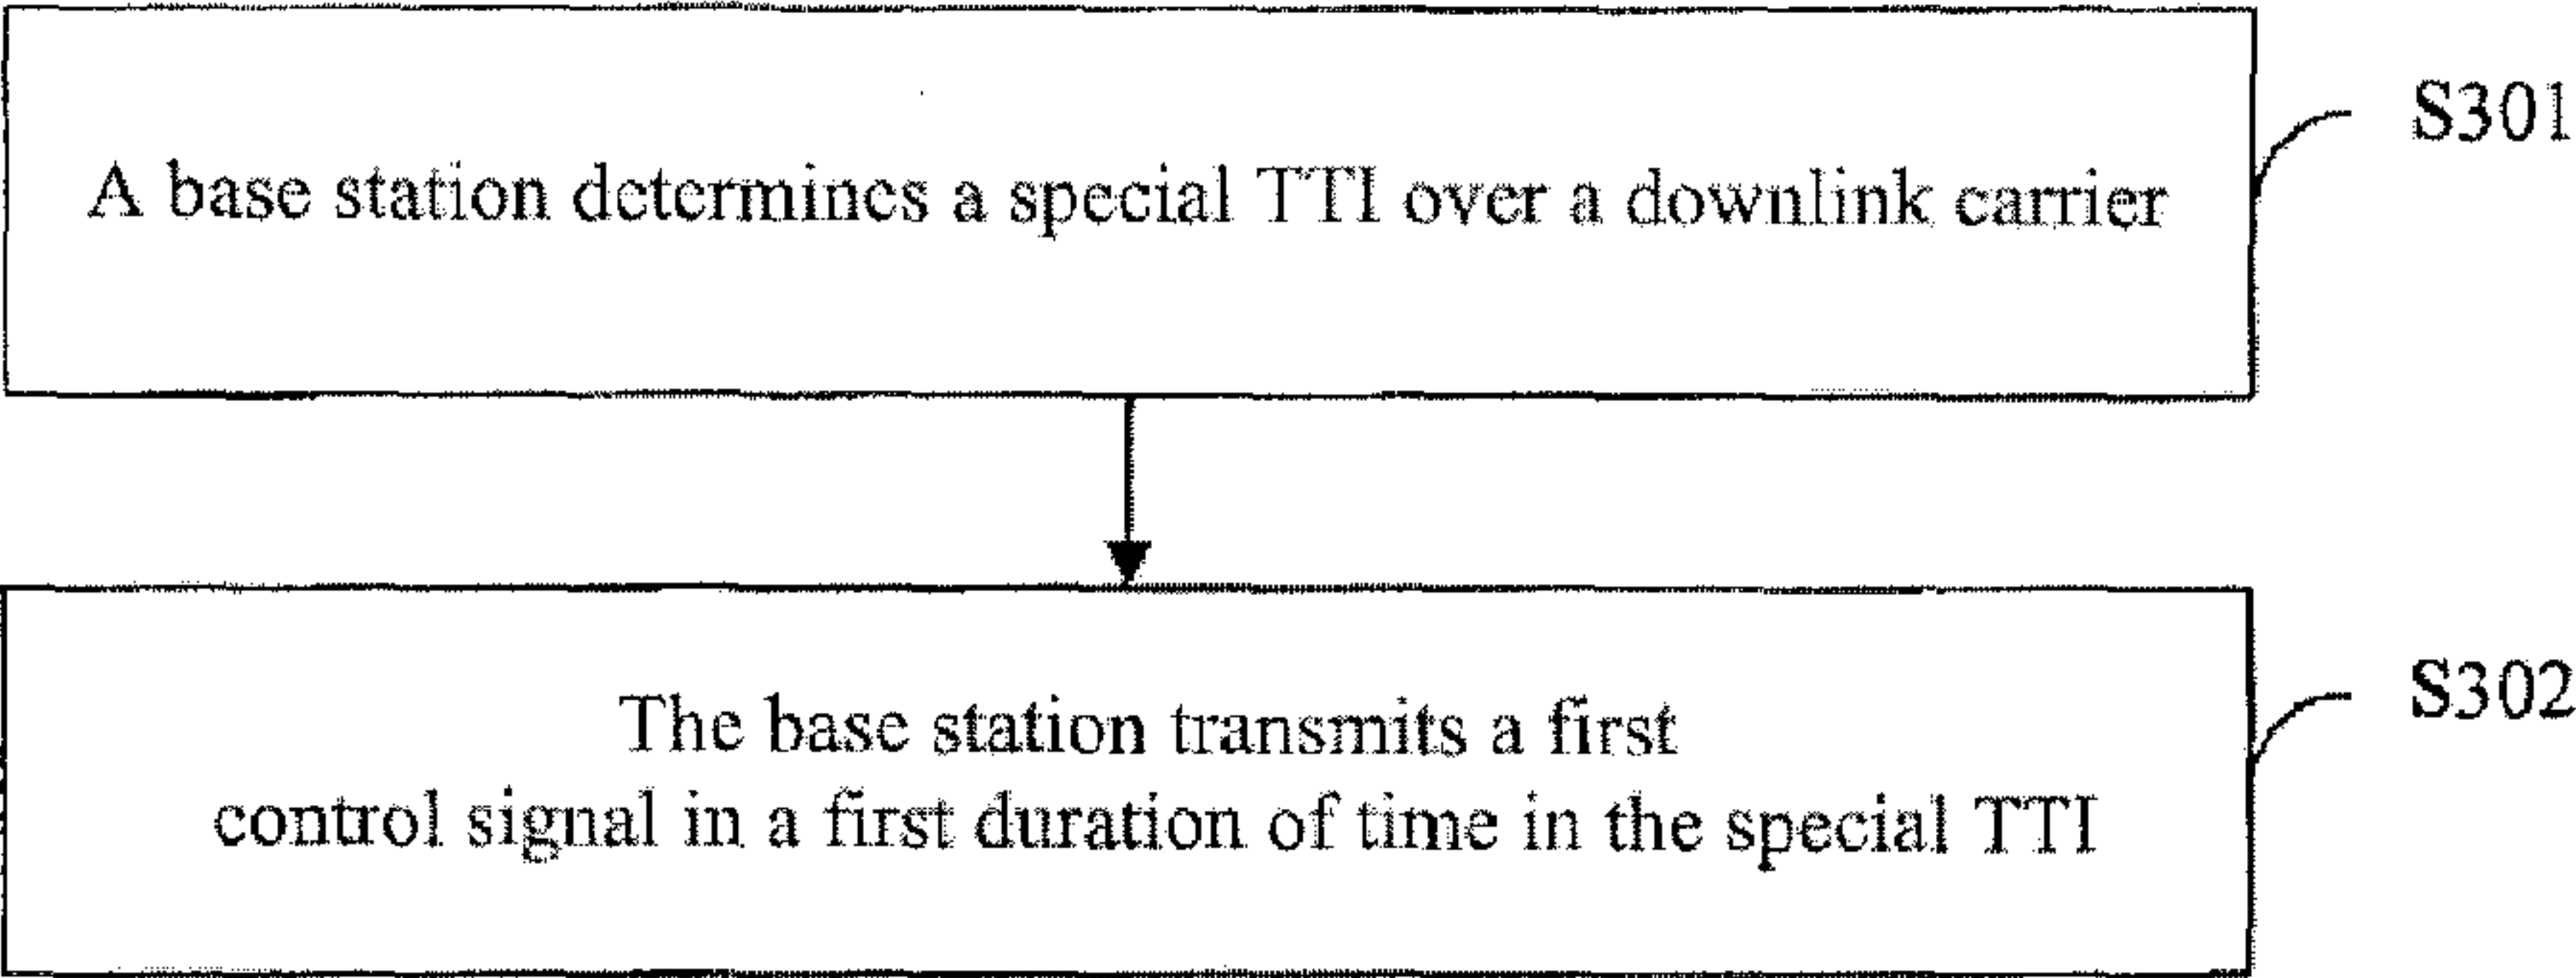 A base station determines a special TTI over a downlink carrier
S301
The base station transmits a first
control signal in a first duration of time in the special TTI
S302